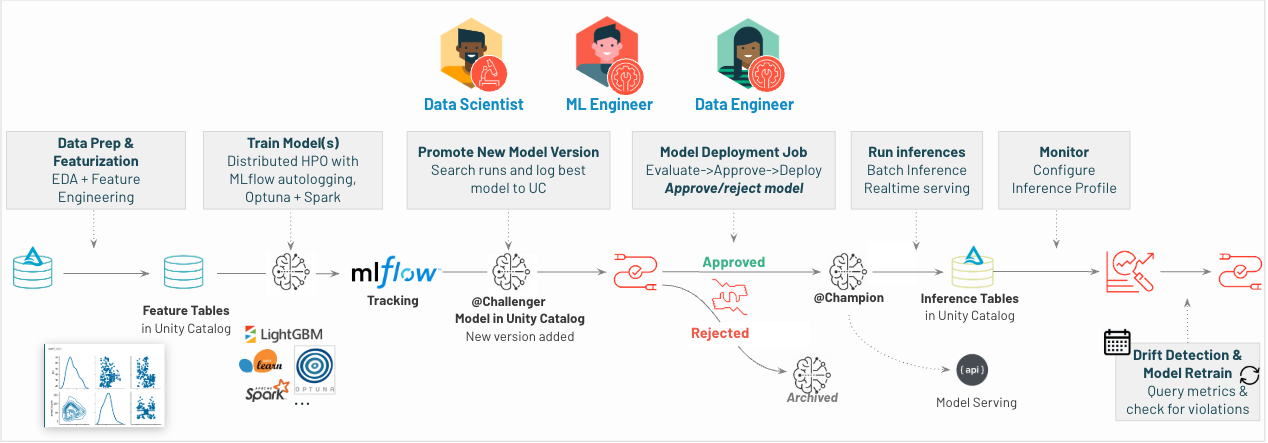 Data Scientist
ML Engineer
Data Engineer
Data Prep &
Featurization
EDA + Feature
Engineering
Train Model(s)
Distributed HPO with
MLflow autologging,
Optuna + Spark
Promote New Model Version
Search runs and log best
model to UC
Model Deployment Job
Evaluate->Approve->Deploy
Approve/reject model
Run inferences
Batch Inference
Realtime serving
Monitor
Configure
Inference Profile
Feature Tables
in Unity Catalog
mlflow
Tracking
@Challenger
Model in Unity Catalog
New version added
Approved
Rejected
@Champion
Archived
Inference Tables
in Unity Catalog
{ api }
Model Serving
Drift Detection &
Model Retrain
Query metrics &
check for violations
LightGBM
learn
OPTUNA
APACHE
Spark
...